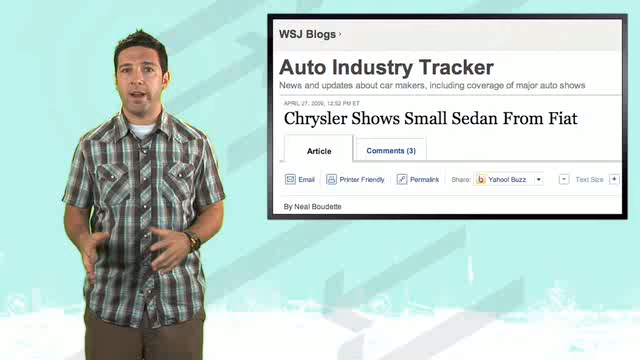 WSJ Blogs ›
Auto Industry Tracker
News and updates about car makers, including coverage of major auto shows
APRIL 27, 2009, 12:52 PM ET
Chrysler Shows Small Sedan From Fiat
Article Comments (3)
Email Printer Friendly Permalink Share: Yahoo! Buzz Text Size
By Neal Boudette